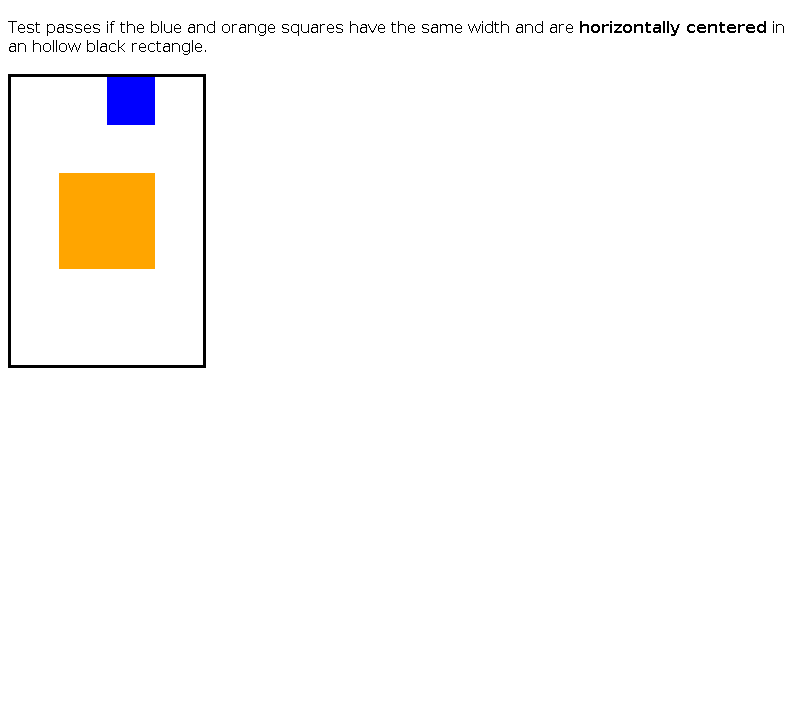 Test passes if the blue and orange squares have the same width and are horizontally centered in
an hollow black rectangle.